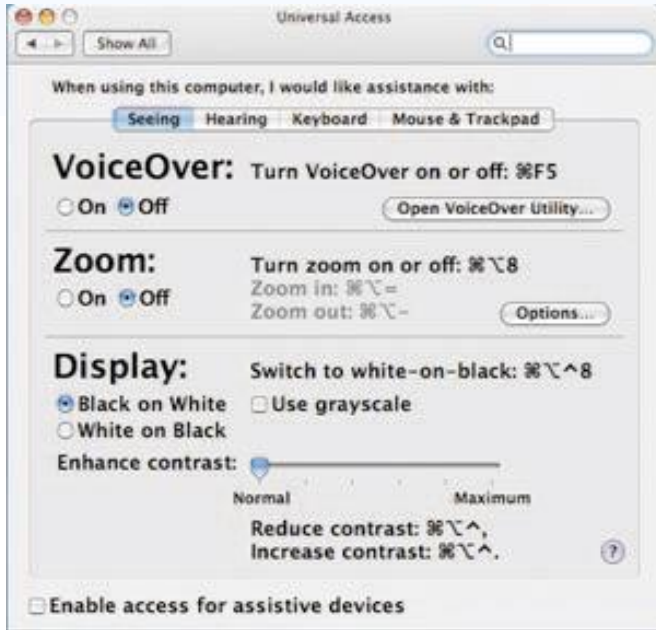 Universal Access
Show All
When using this computer, I would like assistance with:
Seeing Hearing Keyboard Mouse & Trackpad
VoiceOver: Turn VoiceOver on or off: ⌘F5
On Off Open VoiceOver Utility...
Zoom: Turn zoom on or off: ⌘⌥8
On Off Zoom in: ⌘⌥=
Zoom out: ⌘⌥- Options...
Display: Switch to white-on-black: ⌘⌥^8
Black on White Use grayscale
White on Black
Enhance contrast:
Normal Maximum
Reduce contrast: ⌘⌥^,
Increase contrast: ⌘⌥^.
?
Enable access for assistive devices